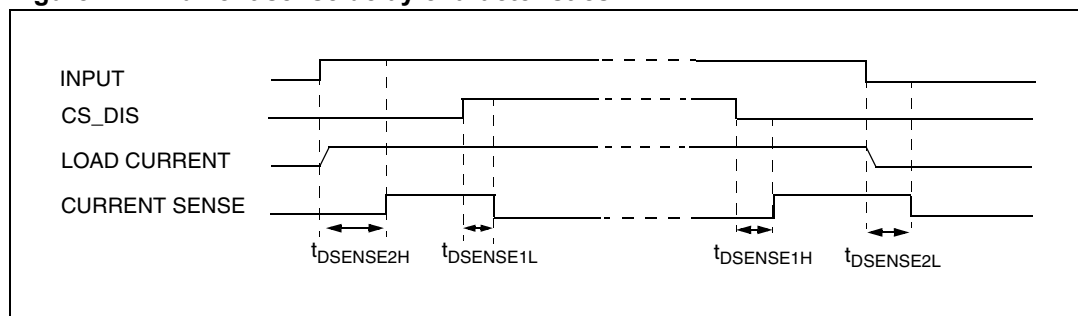 INPUT
CS_DIS
LOAD CURRENT
CURRENT SENSE
tDSENSE2H
tDSENSE1L
tDSENSE1H
tDSENSE2L